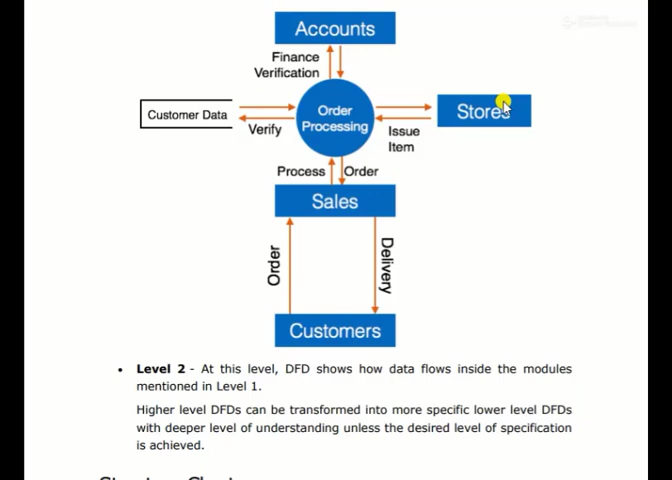 Accounts
Finance
Verification
Customer Data
Verify
Order
Processing
Stores
Issue
Item
Process
Order
Sales
Order
Delivery
Customers
• Level 2 - At this level, DFD shows how data flows inside the modules
mentioned in Level 1.
Higher level DFDs can be transformed into more specific lower level DFDs
with deeper level of understanding unless the desired level of specification
is achieved.